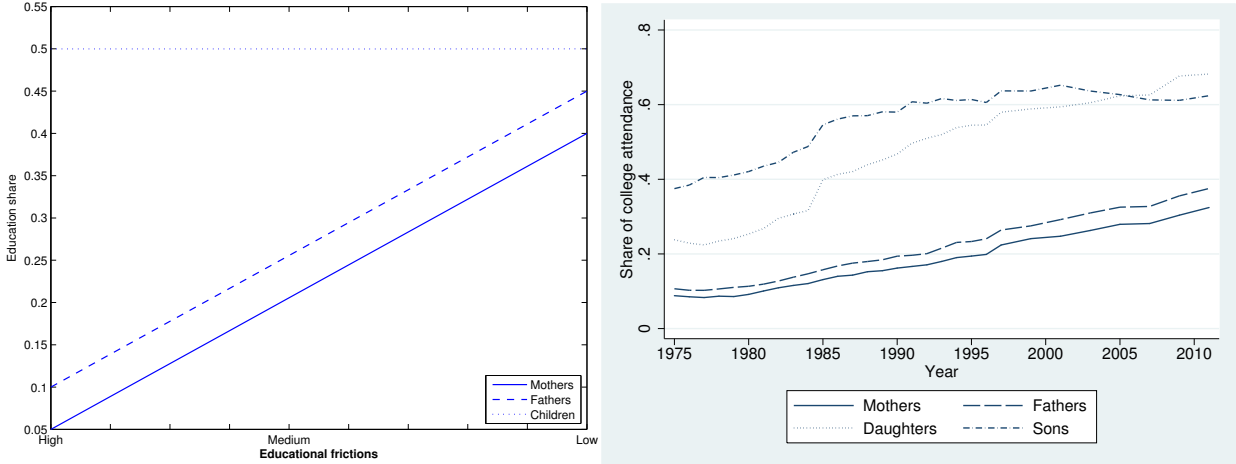 0.55
0.5
0.45
0.4
0.35
0.3
0.25
0.2
0.15
0.1
0.05
Education share
High
Medium
Low
Educational frictions
Mothers
Fathers
Children
.8
.6
.4
.2
0
Share of college attendance
1975
1980
1985
1990
1995
2000
2005
2010
Year
Mothers
Fathers
Daughters
Sons